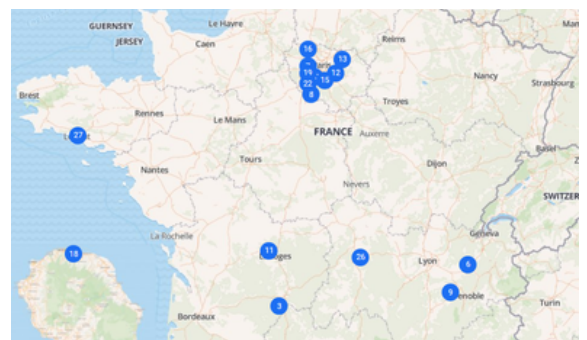 Man
GUERNSEY
Le Havre
JERSEY
Caen
16
Reims
13
12
19
15
22
8
Nancy
Strasbourg
Brest
Rennes
Le Mans
Troyes
27
FRANCE
Auxerre
Basel
Nantes
Tours
Dijon
Nevers
SWITZER
La Rochelle
Geneva
18
11
26
Lyon
6
9
3
Bordeaux
Turin